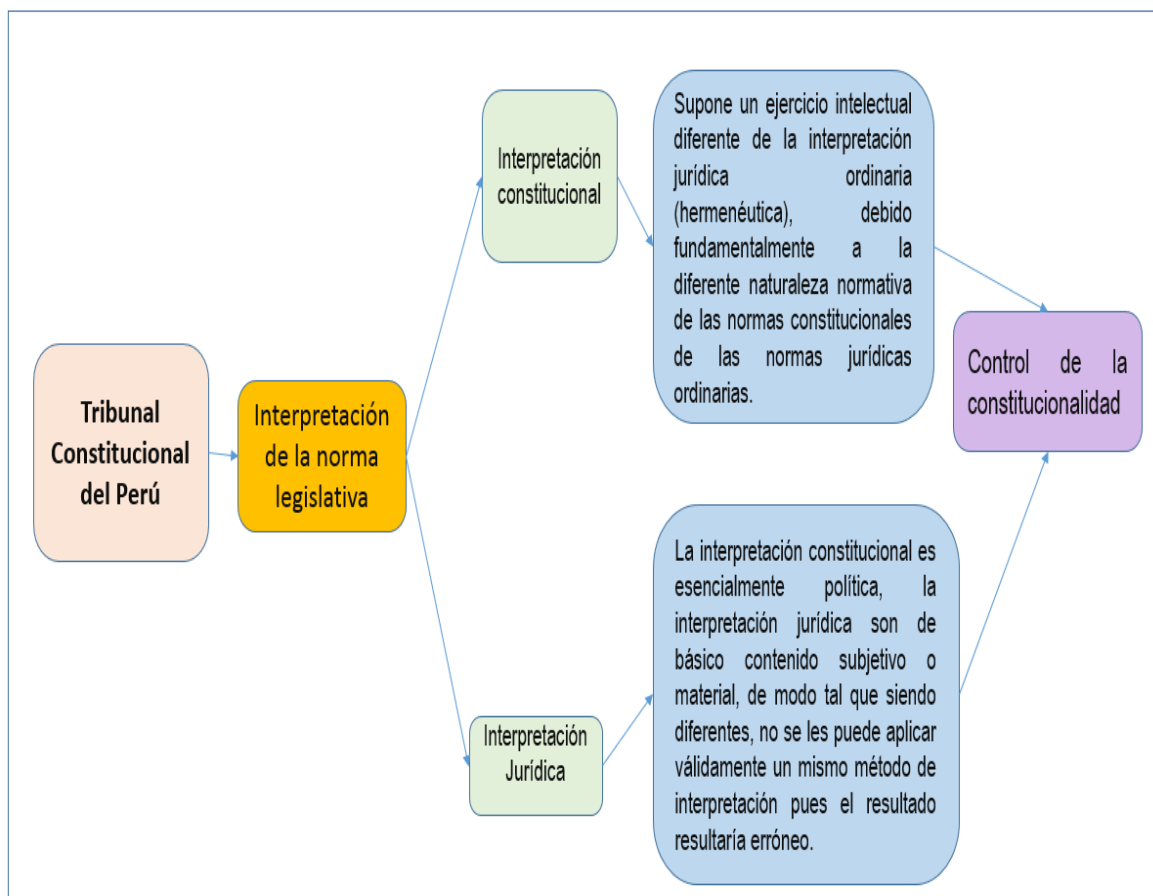 Tribunal
Constitucional
del Perú
Interpretación
de la norma
legislativa
Interpretación
constitucional
Supone un ejercicio intelectual
diferente de la interpretación
jurídica ordinaria
(hermenéutica), debido
fundamentalmente a la
diferente naturaleza normativa
de las normas constitucionales
de las normas jurídicas
ordinarias.
Interpretación
Jurídica
La interpretación constitucional es
esencialmente política, la
interpretación jurídica son de
básico contenido subjetivo o
material, de modo tal que siendo
diferentes, no se les puede aplicar
válidamente un mismo método de
interpretación pues el resultado
resultaría erróneo.
Control de la
constitucionalidad